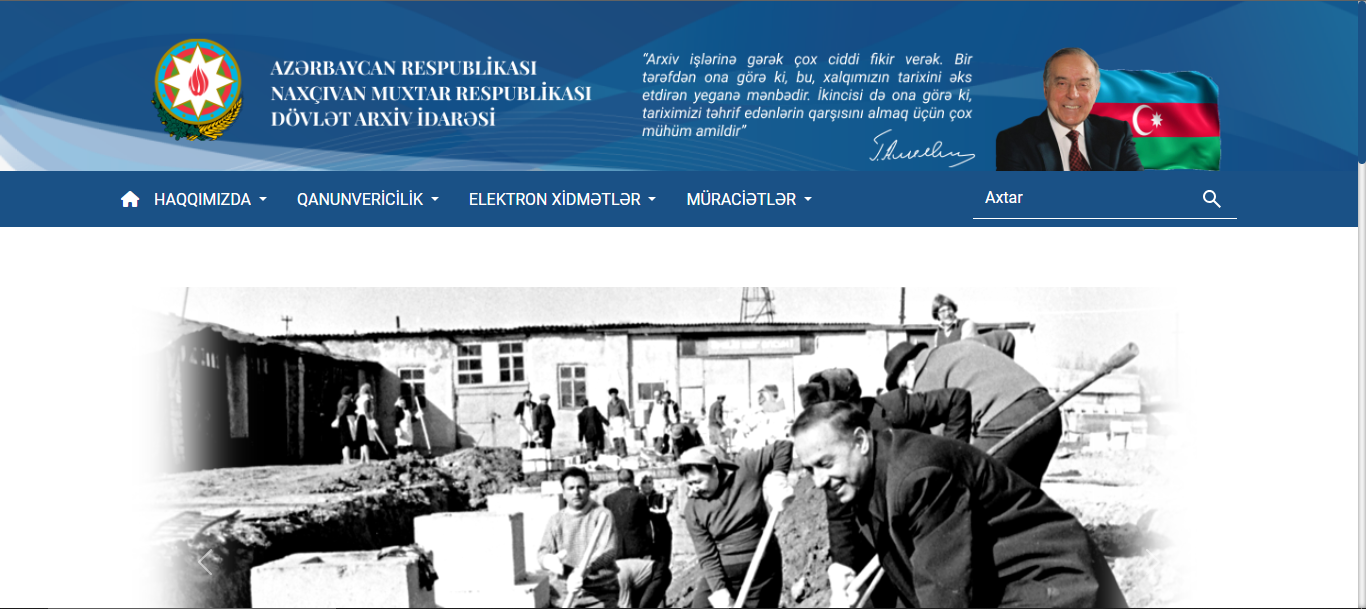 AZƏRBAYCAN RESPUBLİKASI
NAXÇIVAN MUXTAR RESPUBLİKASI
DÖVLƏT ARXİV İDARƏSİ
“Arxiv işlərinə gərək çox ciddi fikir verək. Bir
tərəfdən ona görə ki, bu, xalqımızın tarixini əks
etdirən yeganə mənbədir. İkincisi də ona görə ki,
tariximizi təhrif edənlərin qarşısını almaq üçün çox
mühüm amildir”
HAQQIMIZDA QANUNVERİCİLİK ELEKTRON XİDMƏTLƏR MÜRACİƏTLƏR Axtar